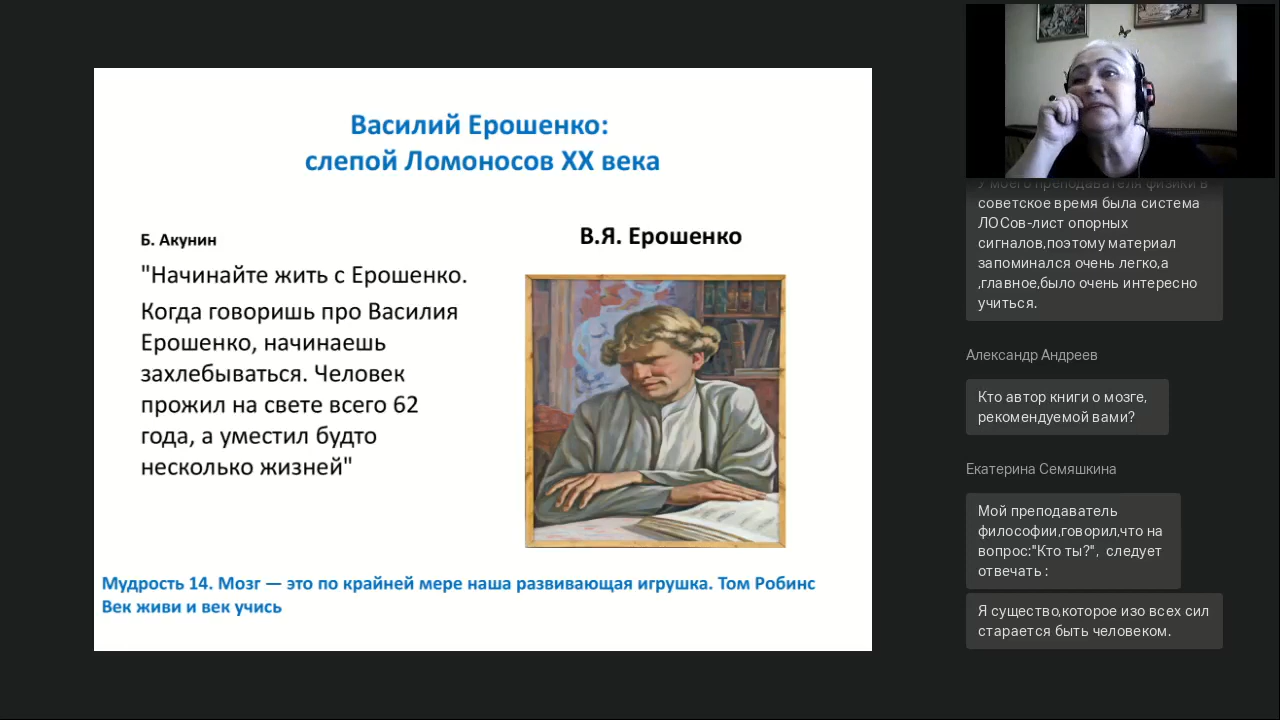 Василий Ерошенко:
слепой Ломоносов XX века
Б. Акунин
"Начинайте жить с Ерошенко.
Когда говоришь про Василия
Ерошенко, начинаешь
захлебываться. Человек
прожил на свете всего 62
года, а уместил будто
несколько жизней"
В.Я. Ерошенко
Мудрость 14. Мозг — это по крайней мере наша развивающая игрушка. Том Робинс
Век живи и век учись
У моего преподавателя физики в
советское время была система
ЛОСов-лист опорных
сигналов,поэтому материал
запоминался очень легко,а
,главное,было очень интересно
учиться.
Александр Андреев
Кто автор книги о мозге,
рекомендуемой вами?
Екатерина Семяшкина
Мой преподаватель
философии,говорил,что на
вопрос:"Кто ты?", следует
отвечать :
Я существо,которое изо всех сил
старается быть человеком.